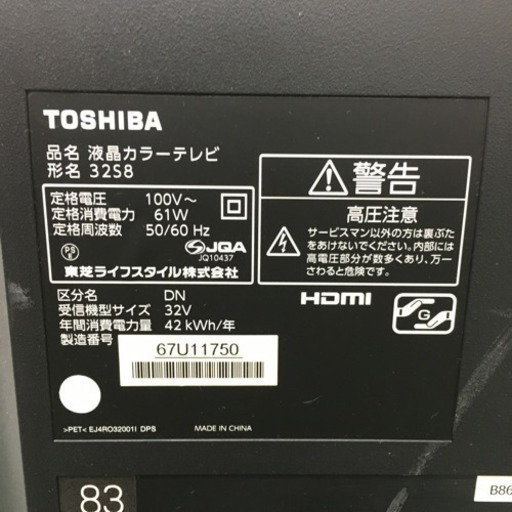 TOSHIBA
品名 液晶カラーテレビ
形名 32S8
定格電圧 100V～
定格消費電力 61W
定格周波数 50/60 Hz
PS
E
JQA
JQ10437
東芝ライフスタイル株式会社
警告
高圧注意
サービスマン以外の方は裏ぶた
をあけないでください。内部には
高電圧部分が数多くあり、万一
さわると危険です。
区分名 DN
受信機型サイズ 32V
年間消費電力量 42 kWh/年
製造番号
67U11750
HDMI
G
>PET< EJ4RO32001I DPS
MADE IN CHINA
83
B86